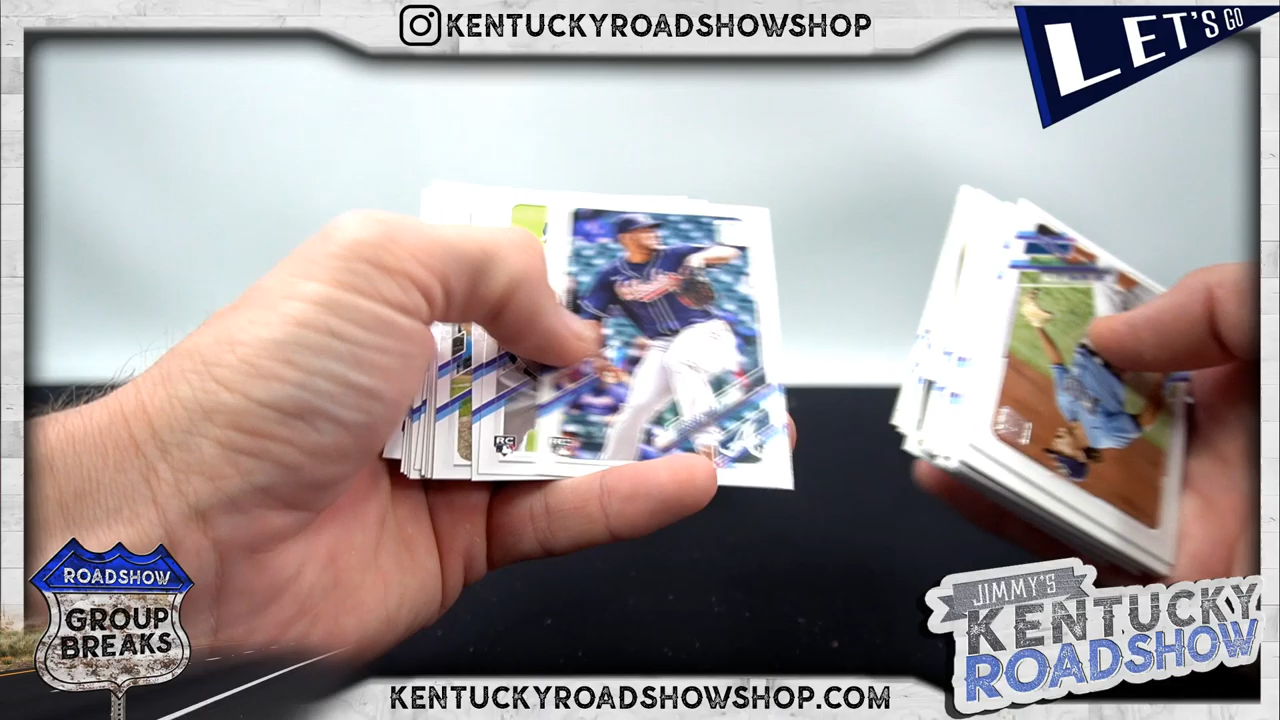 KENTUCKYROADSHOWSHOP
LET'S GO
RC
RC
ROADSHOW
GROUP
BREAKS
JIMMY'S
KENTUCKY
ROADSHOW
KENTUCKYROADSHOWSHOP.COM